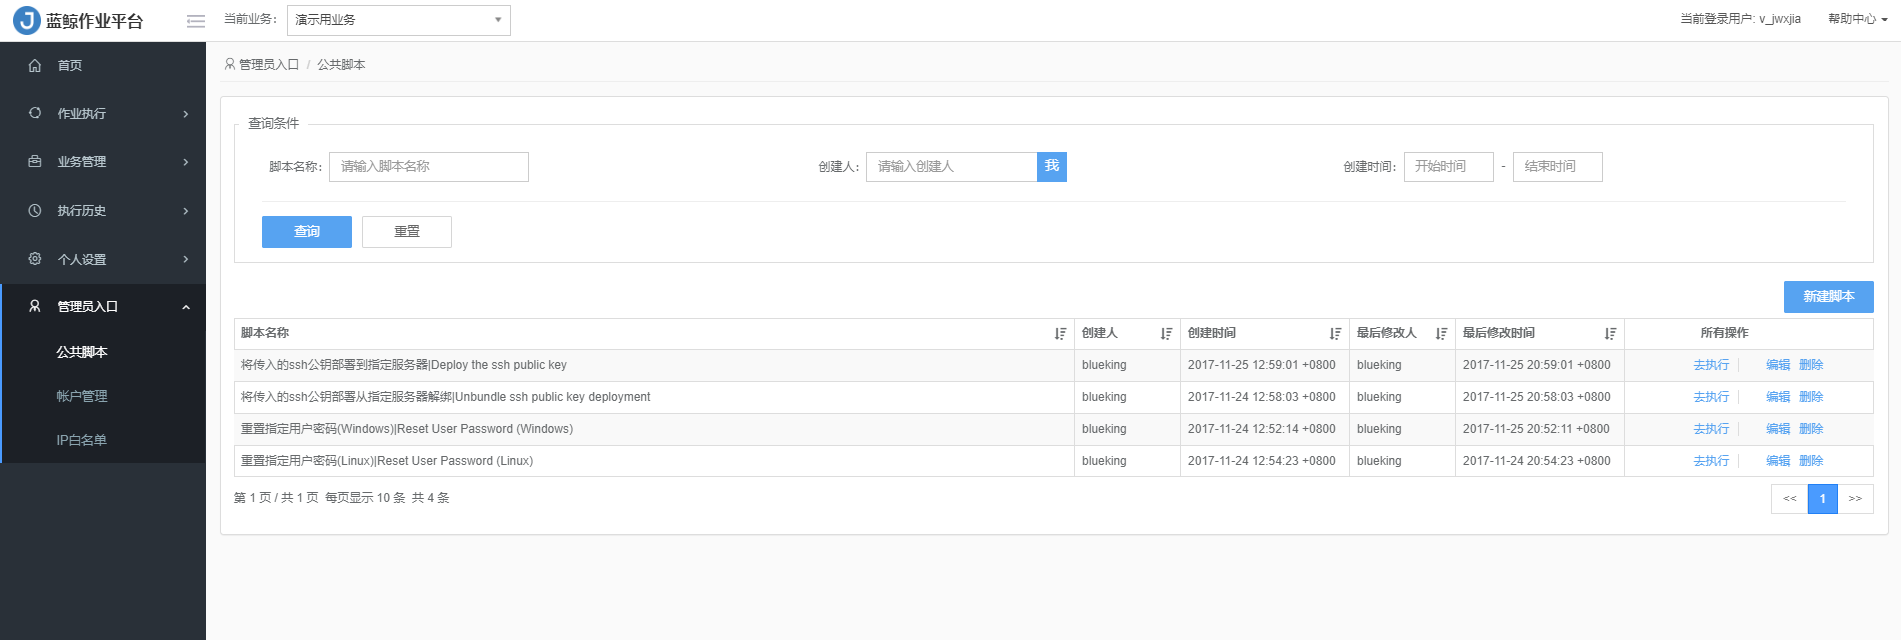 J 蓝鲸作业平台
当前业务: 演示用业务
当前登录用户: v_jwxjia 帮助中心
首页
作业执行
业务管理
执行历史
个人设置
管理员入口
公共脚本
帐户管理
IP白名单
管理员入口 / 公共脚本
查询条件
脚本名称: 请输入脚本名称 创建人: 请输入创建人 我 创建时间: 开始时间 - 结束时间
查询 重置
新建脚本
脚本名称 创建人 创建时间 最后修改人 最后修改时间 所有操作
将传入的ssh公钥部署到指定服务器|Deploy the ssh public key blueking 2017-11-25 12:59:01 +0800 blueking 2017-11-25 20:59:01 +0800 去执行 编辑 删除
将传入的ssh公钥部署从指定服务器解绑|Unbundle ssh public key deployment blueking 2017-11-24 12:58:03 +0800 blueking 2017-11-25 20:58:03 +0800 去执行 编辑 删除
重置指定用户密码(Windows)|Reset User Password (Windows) blueking 2017-11-24 12:52:14 +0800 blueking 2017-11-25 20:52:11 +0800 去执行 编辑 删除
重置指定用户密码(Linux)|Reset User Password (Linux) blueking 2017-11-24 12:54:23 +0800 blueking 2017-11-24 20:54:23 +0800 去执行 编辑 删除
第 1 页 / 共 1 页 每页显示 10 条 共 4 条
<< 1 >>